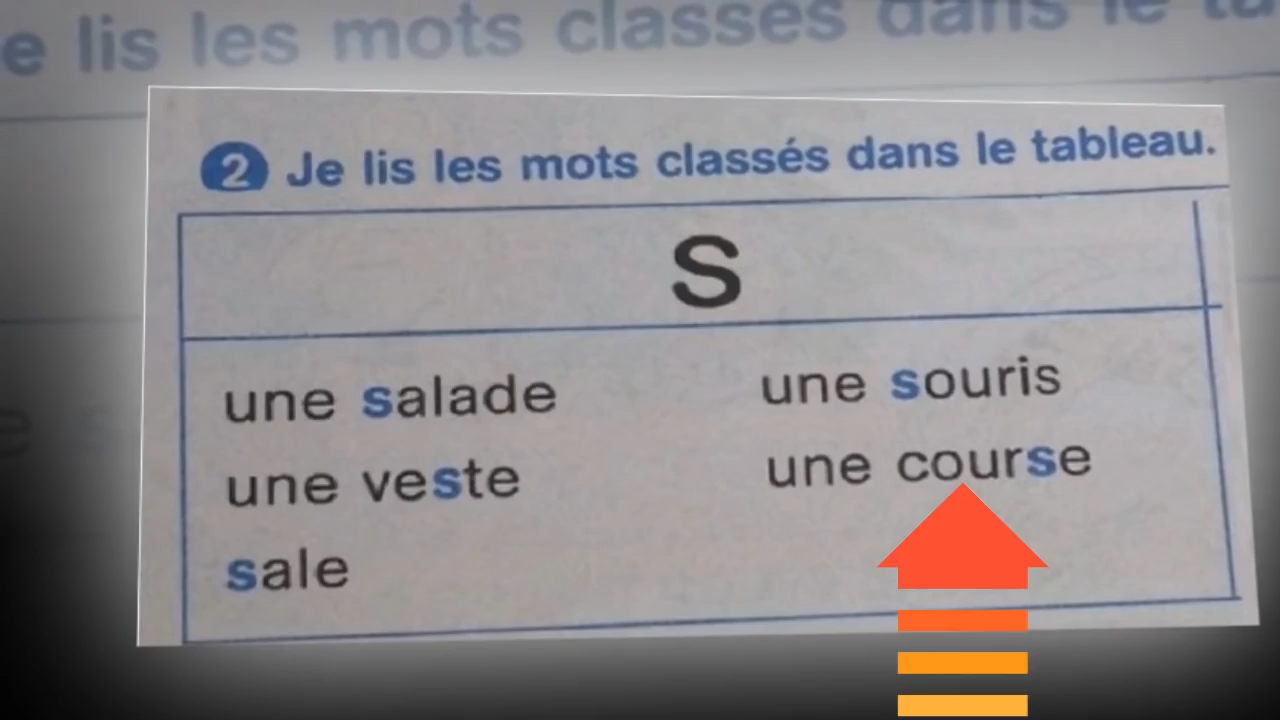 e lis les mots classés dans le ta
2 Je lis les mots classés dans le tableau.
S
une salade
une souris
une veste
une course
sale